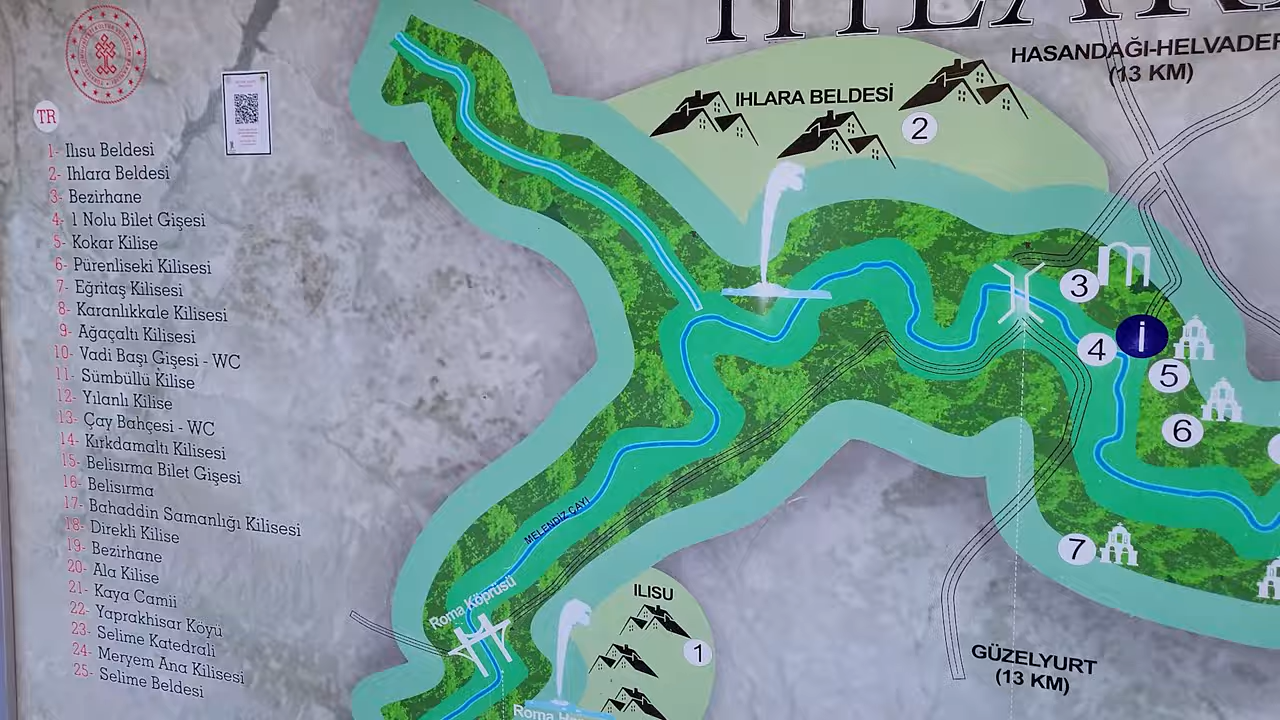 HASANDAĞI-HELVADER
(13 KM)
IHLARA BELDESİ
2
TR
1- Ilısu Beldesi
2- Ihlara Beldesi
3- Bezirhane
4- 1 Nolu Bilet Gişesi
5- Kokar Kilise
6- Pürenliseki Kilisesi
7- Eğritaş Kilisesi
8- Karanlıkkale Kilisesi
9- Ağaçaltı Kilisesi
10- Vadi Başı Gişesi - WC
11- Sümbüllü Kilise
12- Yılanlı Kilise
13- Çay Bahçesi - WC
14- Kırkdamaltı Kilisesi
15- Belisırma Bilet Gişesi
16- Belisırma
17- Bahaddin Samanlığı Kilisesi
18- Direkli Kilise
19- Bezirhane
20- Ala Kilise
21- Kaya Camii
22- Yaprakhisar Köyü
23- Selime Katedrali
24- Meryem Ana Kilisesi
25- Selime Beldesi
3
i
4
5
6
7
MELENDİZ ÇAYI
Roma Köprüsü
ILISU
1
GÜZELYURT
(13 KM)
Roma